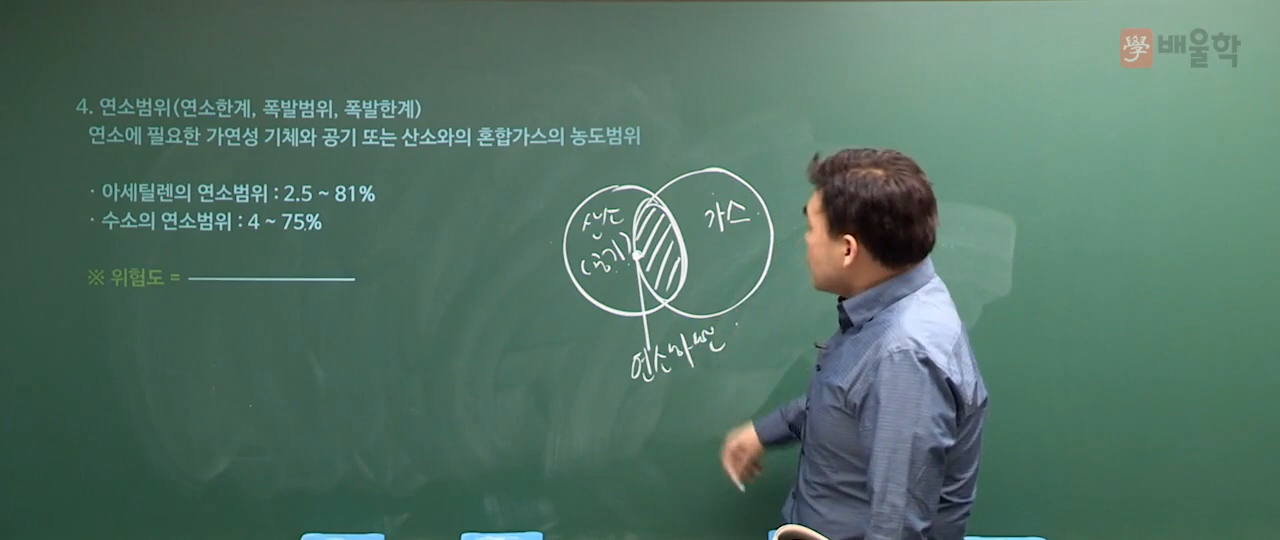 學 배울학
4. 연소범위(연소한계, 폭발범위, 폭발한계)
연소에 필요한 가연성 기체와 공기 또는 산소와의 혼합가스의 농도범위
· 아세틸렌의 연소범위 : 2.5 ~ 81%
· 수소의 연소범위 : 4 ~ 75%
※ 위험도 =
산소
(공기)
가스
연소하한